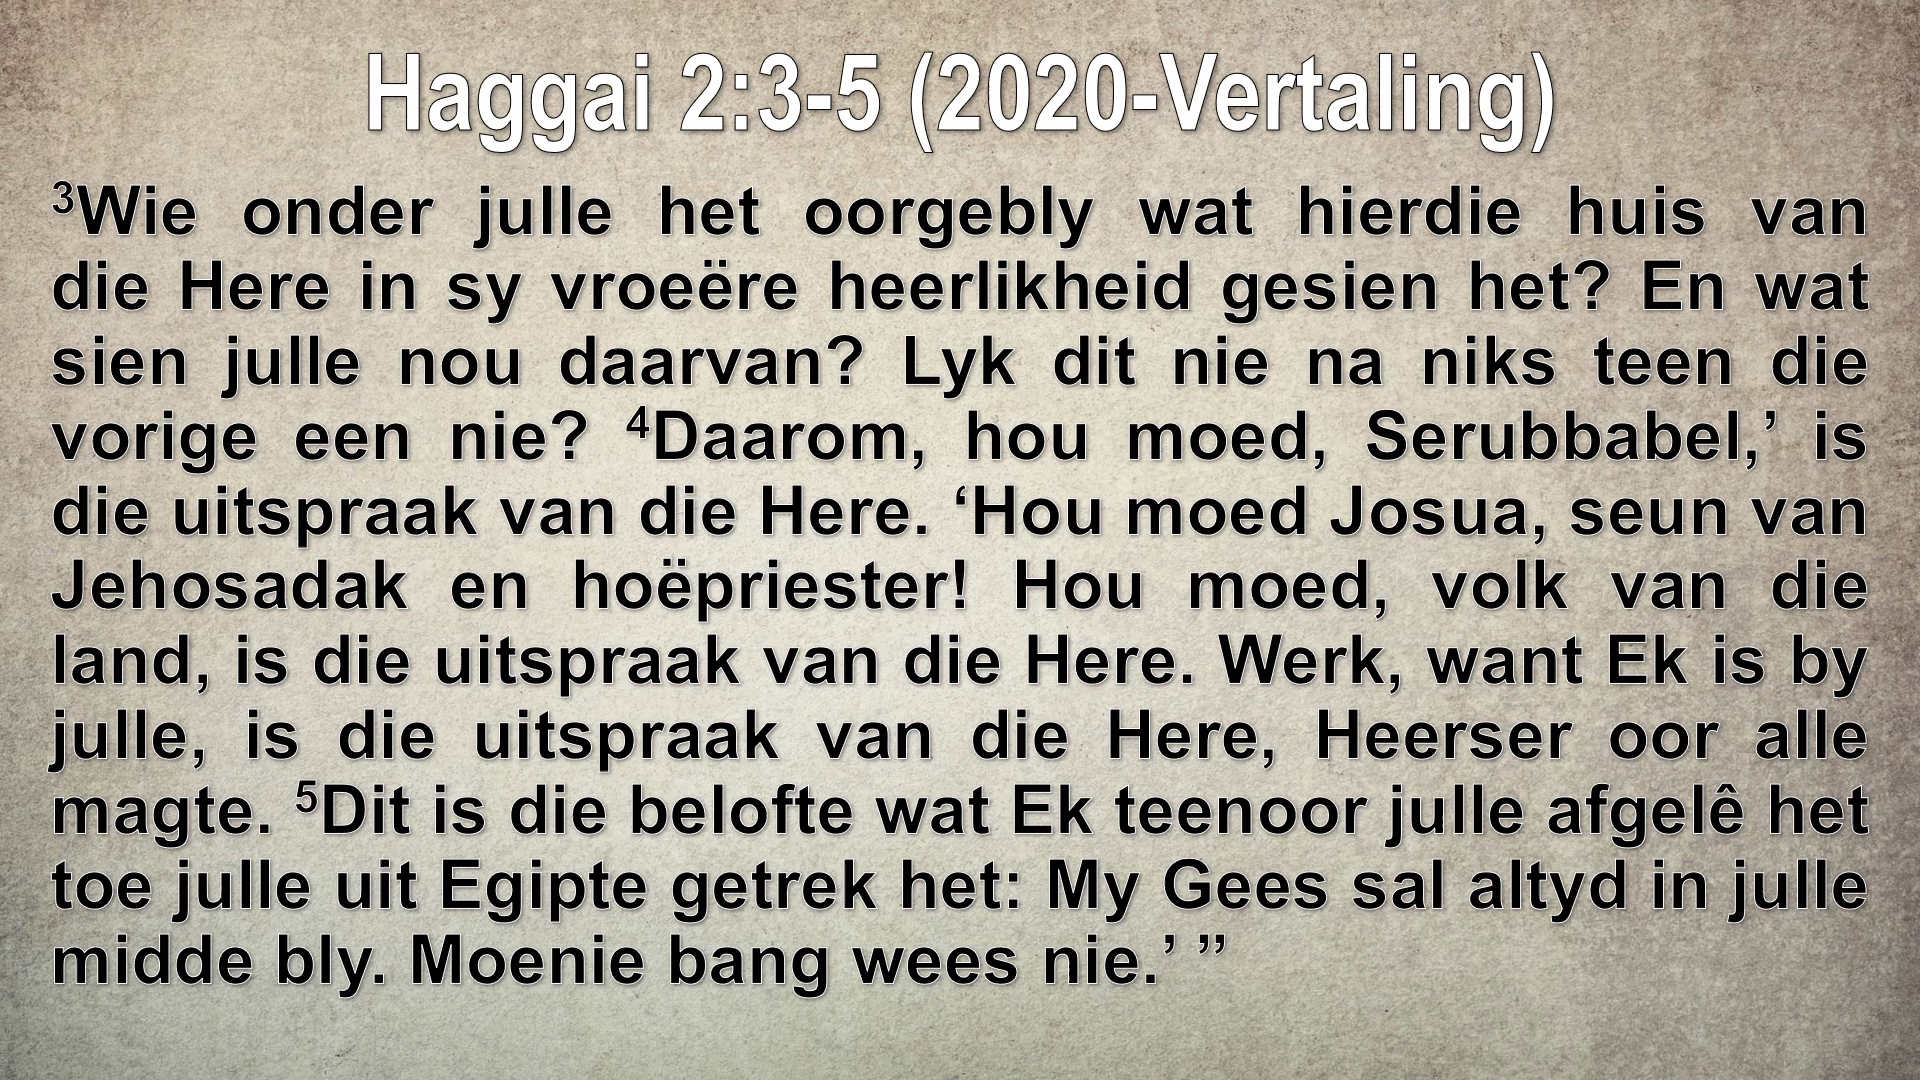 Haggai 2:3-5 (2020-Vertaling)
³Wie onder julle het oorgebly wat hierdie huis van
die Here in sy vroeëre heerlikheid gesien het? En wat
sien julle nou daarvan? Lyk dit nie na niks teen die
vorige een nie? ⁴Daarom, hou moed, Serubbabel,’ is
die uitspraak van die Here. ‘Hou moed Josua, seun van
Jehosadak en hoëpriester! Hou moed, volk van die
land, is die uitspraak van die Here. Werk, want Ek is by
julle, is die uitspraak van die Here, Heerser oor alle
magte. ⁵Dit is die belofte wat Ek teenoor julle afgelê het
toe julle uit Egipte getrek het: My Gees sal altyd in julle
midde bly. Moenie bang wees nie.’ ”